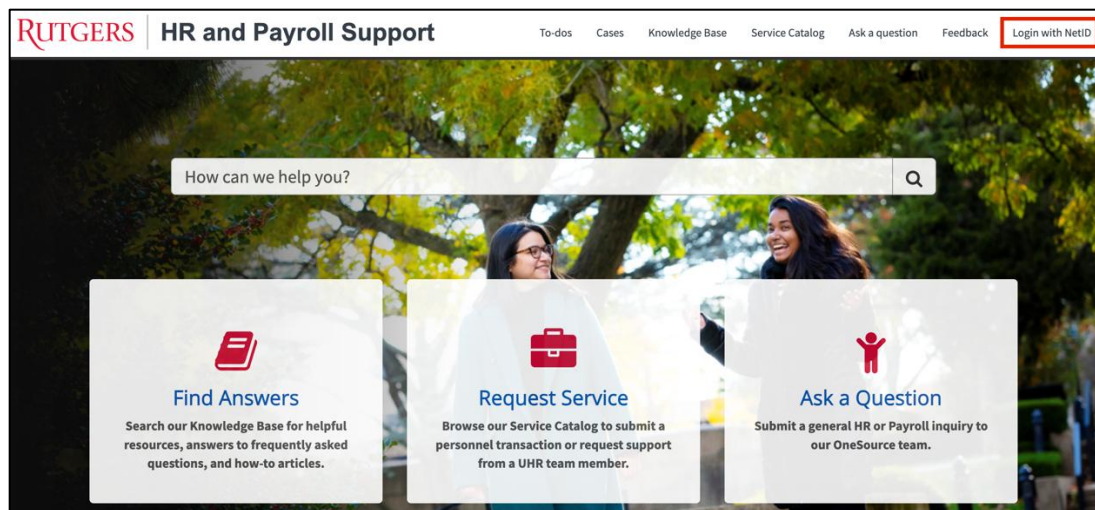 RUTGERS HR and Payroll Support To-dos Cases Knowledge Base Service Catalog Ask a question Feedback Login with NetID
How can we help you?
Find Answers
Search our Knowledge Base for helpful
resources, answers to frequently asked
questions, and how-to articles.
Request Service
Browse our Service Catalog to submit a
personnel transaction or request support
from a UHR team member.
Ask a Question
Submit a general HR or Payroll inquiry to
our OneSource team.